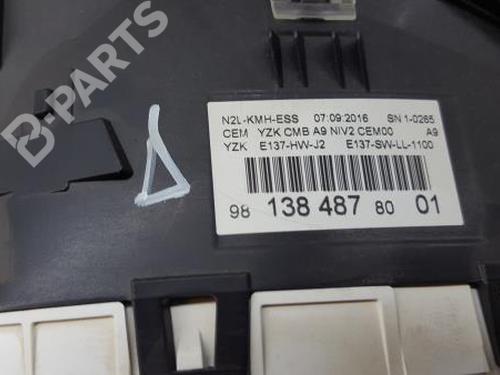 B-PARTS
N2L-KMH-ESS 07:09:2016 SN 1-0265
CEM YZK CMB A9 NIV2 CEM00 A9
YZK E137-HW-J2 E137-SW-LL-1100
98 138 487 80 01